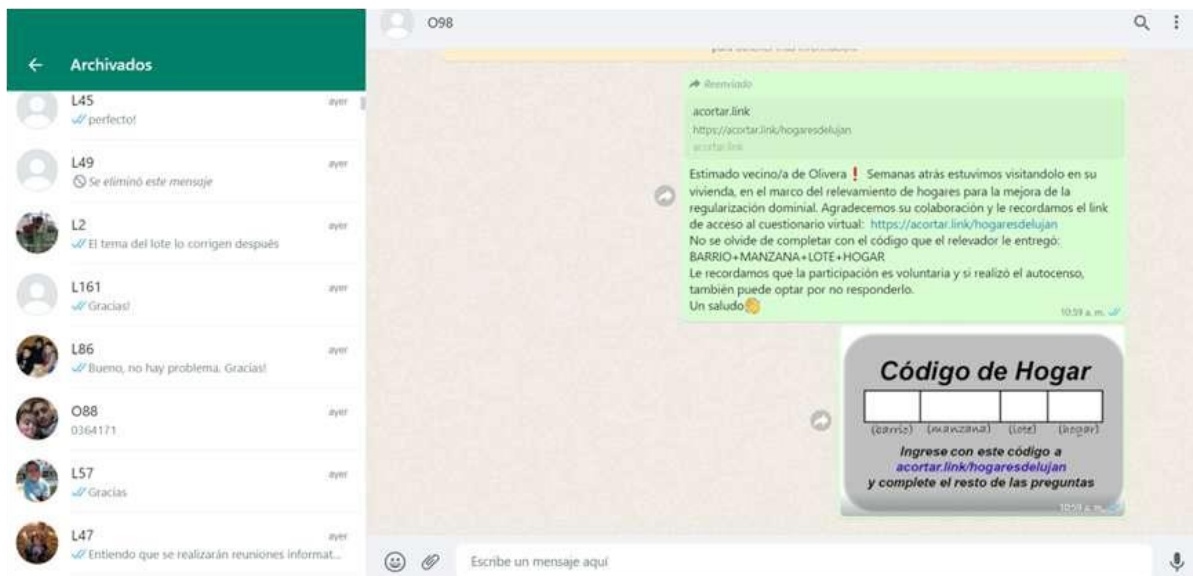 Archivados
L45
ayer
perfecto!
L49
ayer
Se eliminó este mensaje
L2
ayer
El tema del lote lo corrigen después
L161
ayer
Gracias!
L86
ayer
Bueno, no hay problema. Gracias!
O88
ayer
0364171
L57
ayer
Gracias
L47
ayer
Entiendo que se realizarán reuniones informat...
O98
Reenviado
acortar.link
https://acortar.link/hogaresdelujan
acortar.link
Estimado vecino/a de Olivera❗ Semanas atrás estuvimos visitandolo en su
vivienda, en el marco del relevamiento de hogares para la mejora de la
regularización dominial. Agradecemos su colaboración y le recordamos el link
de acceso al cuestionario virtual: https://acortar.link/hogaresdelujan
No se olvide de completar con el código que el relevador le entregó:
BARRIO+MANZANA+LOTE+HOGAR
Le recordamos que la participación es voluntaria y si realizó el autocenso,
también puede optar por no responderlo.
Un saludo👏
10:59 a. m.
Código de Hogar
(barrio) (manzana) (lote) (hogar)
Ingrese con este código a
acortar.link/hogaresdelujan
y complete el resto de las preguntas
10:59 a. m.
Escribe un mensaje aquí